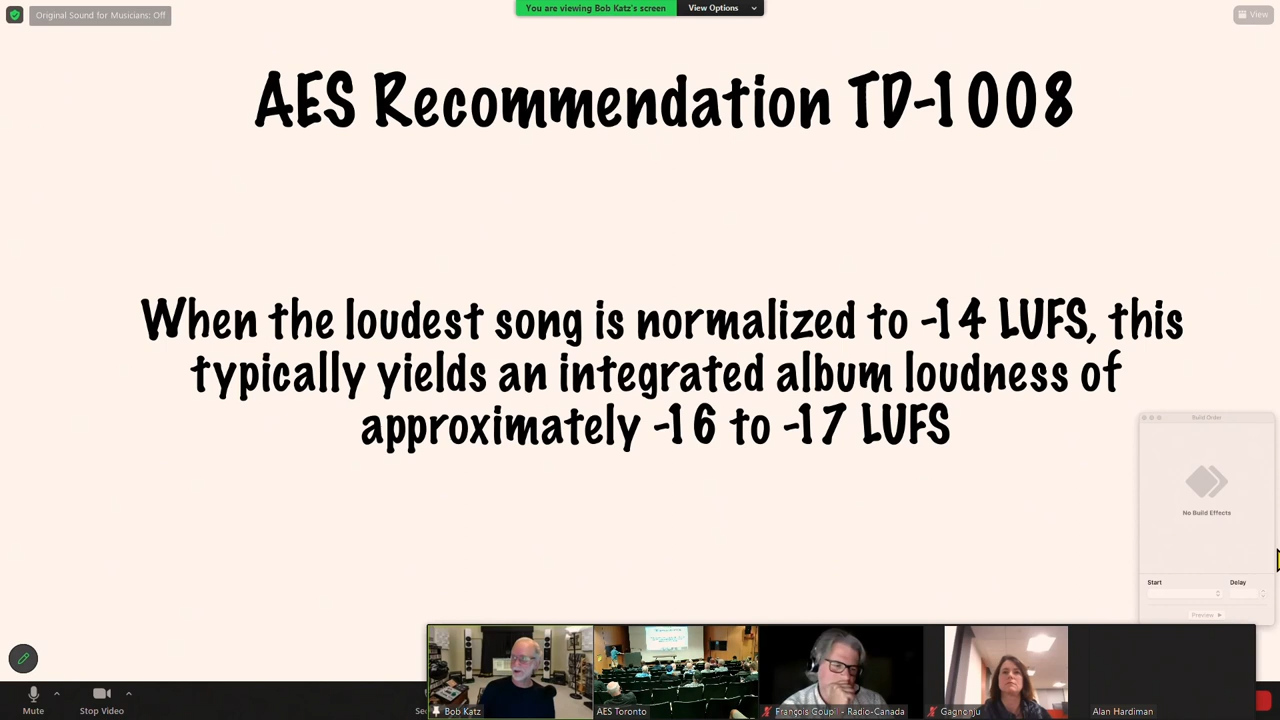 Original Sound for Musicians: Off
You are viewing Bob Katz's screen
View Options
View
AES Recommendation TD-1008
When the loudest song is normalized to -14 LUFS, this
typically yields an integrated album loudness of
approximately -16 to -17 LUFS
Build Order
No Build Effects
Start
Delay
Preview
Mute
Stop Video
Bob Katz
AES Toronto
Radio-Canada
Gagnonju
Alan Hardiman